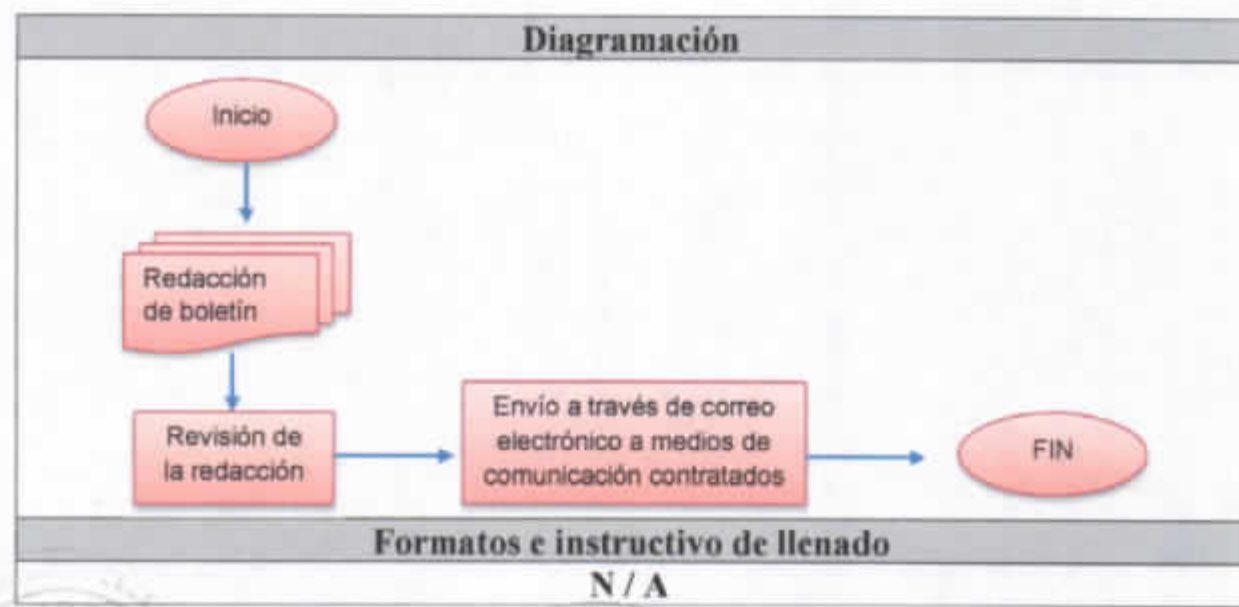 Diagramación
Inicio
Redacción
de boletín
Revisión de
la redacción
Envío a través de correo
electrónico a medios de
comunicación contratados
FIN
Formatos e instructivo de llenado
N / A